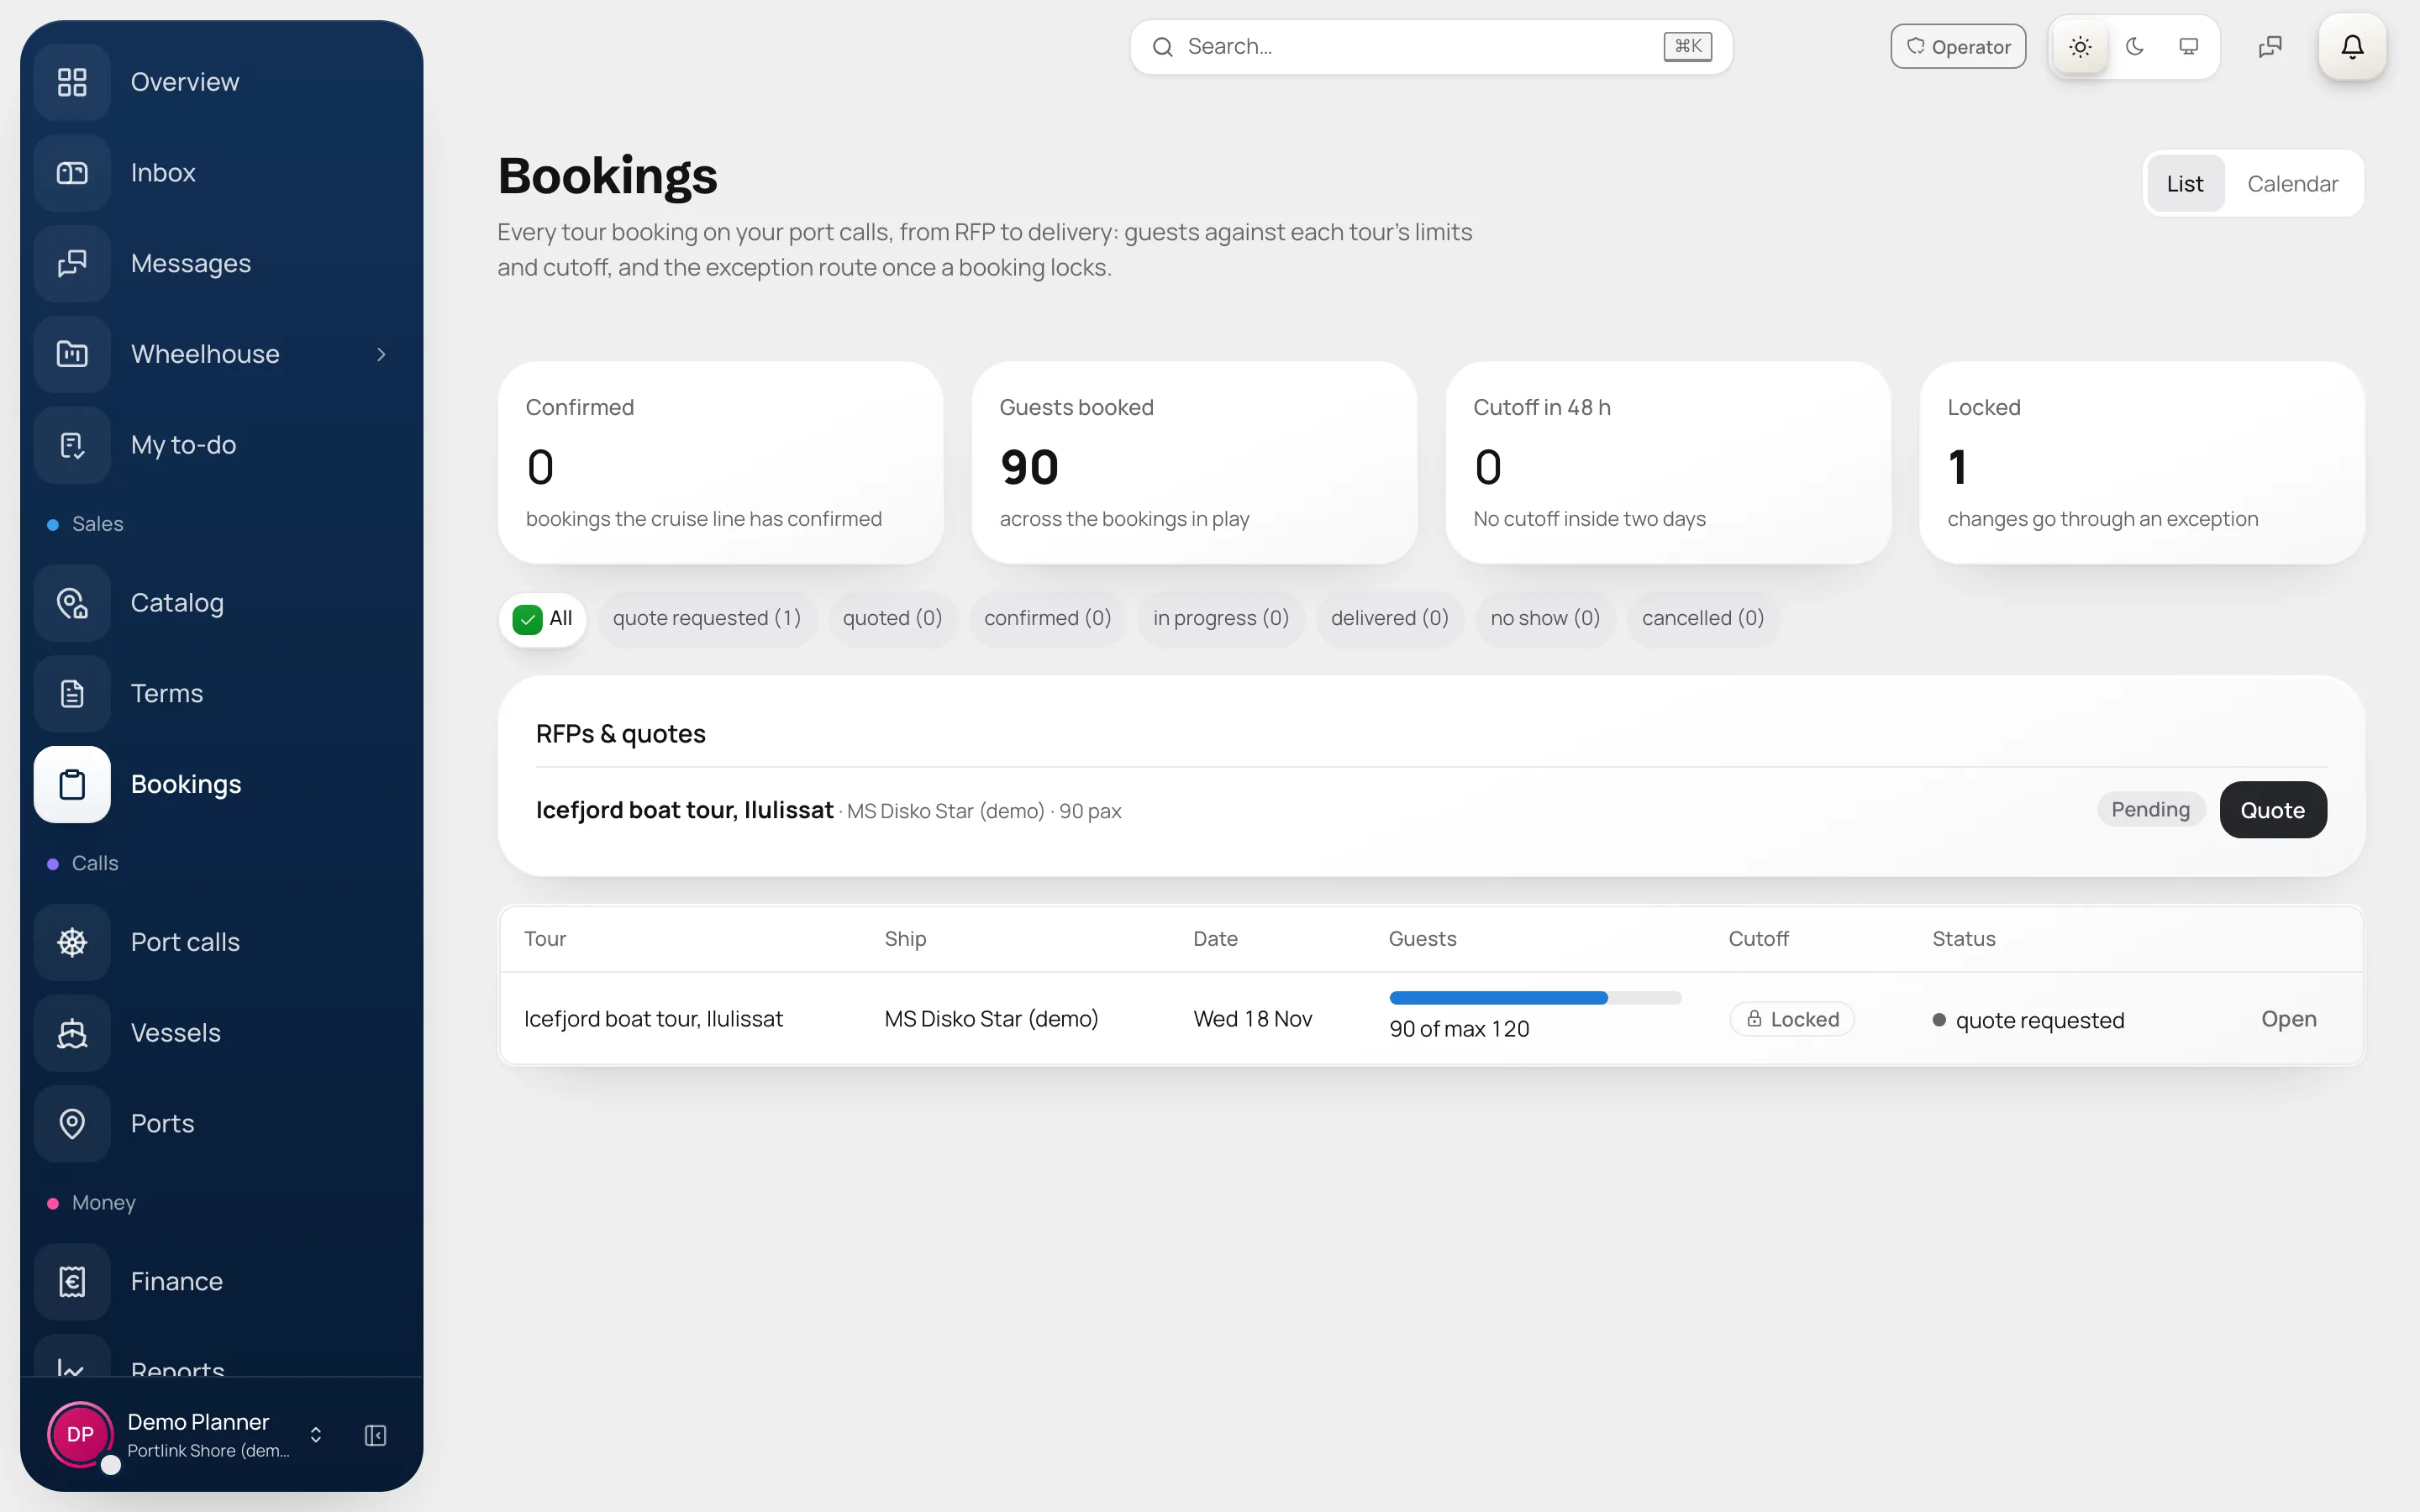 Search...
⌘K
Operator
Overview
Inbox
Messages
Wheelhouse
My to-do
Sales
Catalog
Terms
Bookings
Calls
Port calls
Vessels
Ports
Money
Finance
Reports
DP
Demo Planner
Portlink Shore (dem...
Bookings
List
Calendar
Every tour booking on your port calls, from RFP to delivery: guests against each tour's limits
and cutoff, and the exception route once a booking locks.
Confirmed
0
bookings the cruise line has confirmed
Guests booked
90
across the bookings in play
Cutoff in 48 h
0
No cutoff inside two days
Locked
1
changes go through an exception
All
quote requested (1)
quoted (0)
confirmed (0)
in progress (0)
delivered (0)
no show (0)
cancelled (0)
RFPs & quotes
Icefjord boat tour, Ilulissat · MS Disko Star (demo) · 90 pax
Pending
Quote
Tour
Ship
Date
Guests
Cutoff
Status
Icefjord boat tour, Ilulissat
MS Disko Star (demo)
Wed 18 Nov
90 of max 120
Locked
quote requested
Open